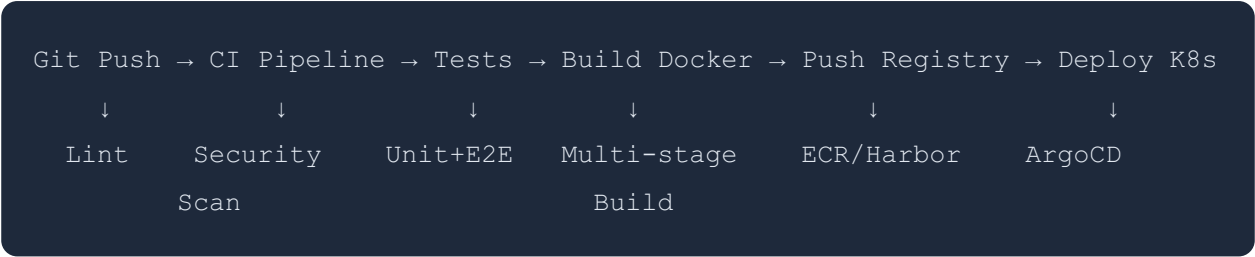 Git Push → CI Pipeline → Tests → Build Docker → Push Registry → Deploy K8s
↓ ↓ ↓ ↓ ↓ ↓
Lint Security Unit+E2E Multi-stage ECR/Harbor ArgoCD
Scan Build